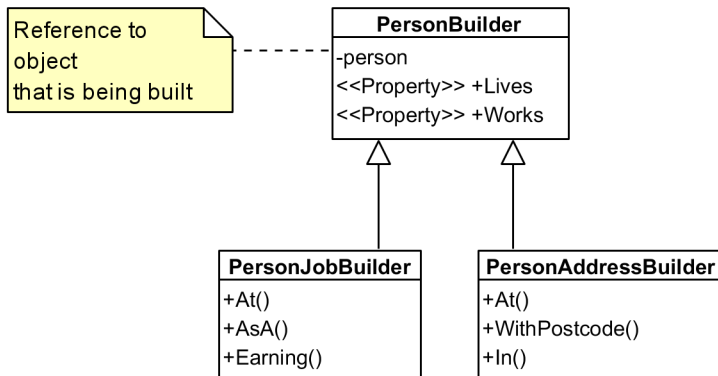 Reference to
object
that is being built
PersonBuilder
-person
<<Property>> +Lives
<<Property>> +Works
PersonJobBuilder
+At()
+AsA()
+Earning()
PersonAddressBuilder
+At()
+WithPostcode()
+In()